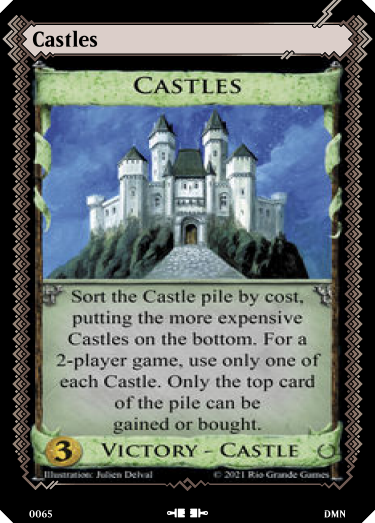 Castles
CASTLES
Sort the Castle pile by cost,
putting the more expensive
Castles on the bottom. For a
2-player game, use only one of
each Castle. Only the top card
of the pile can be
gained or bought.
3 VICTORY - CASTLE
Illustration: Julien Delval © 2021 Rio Grande Games
0065 DMN